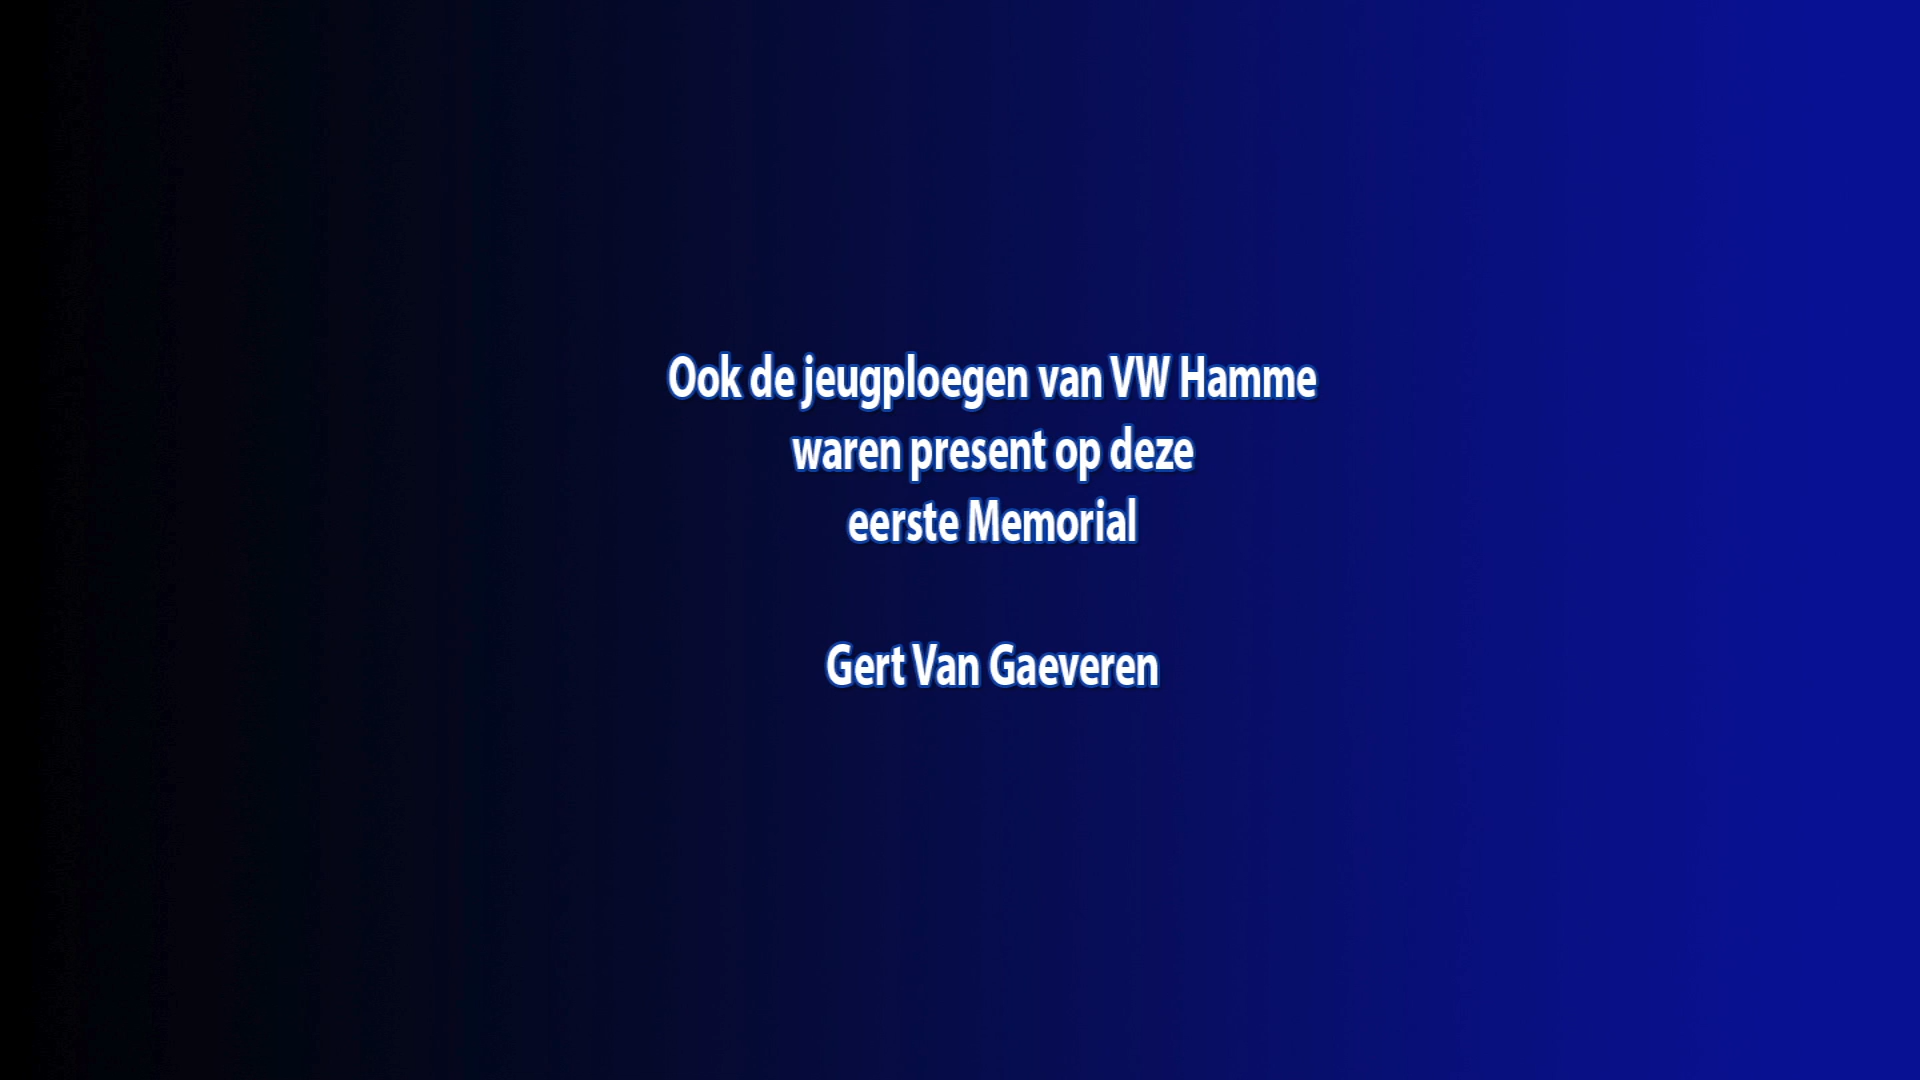 Ook de jeugploegen van VW Hamme
waren present op deze
eerste Memorial
Gert Van Gaeveren